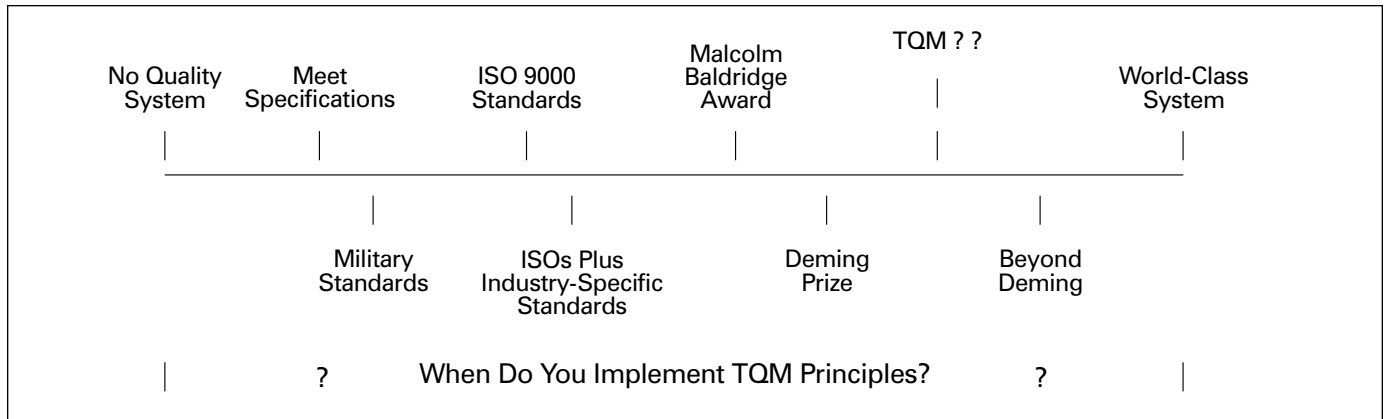 No Quality
System
Meet
Specifications
ISO 9000
Standards
Malcolm
Baldridge
Award
TQM ? ?
World-Class
System
Military
Standards
ISOs Plus
Industry-Specific
Standards
Deming
Prize
Beyond
Deming
? When Do You Implement TQM Principles? ?